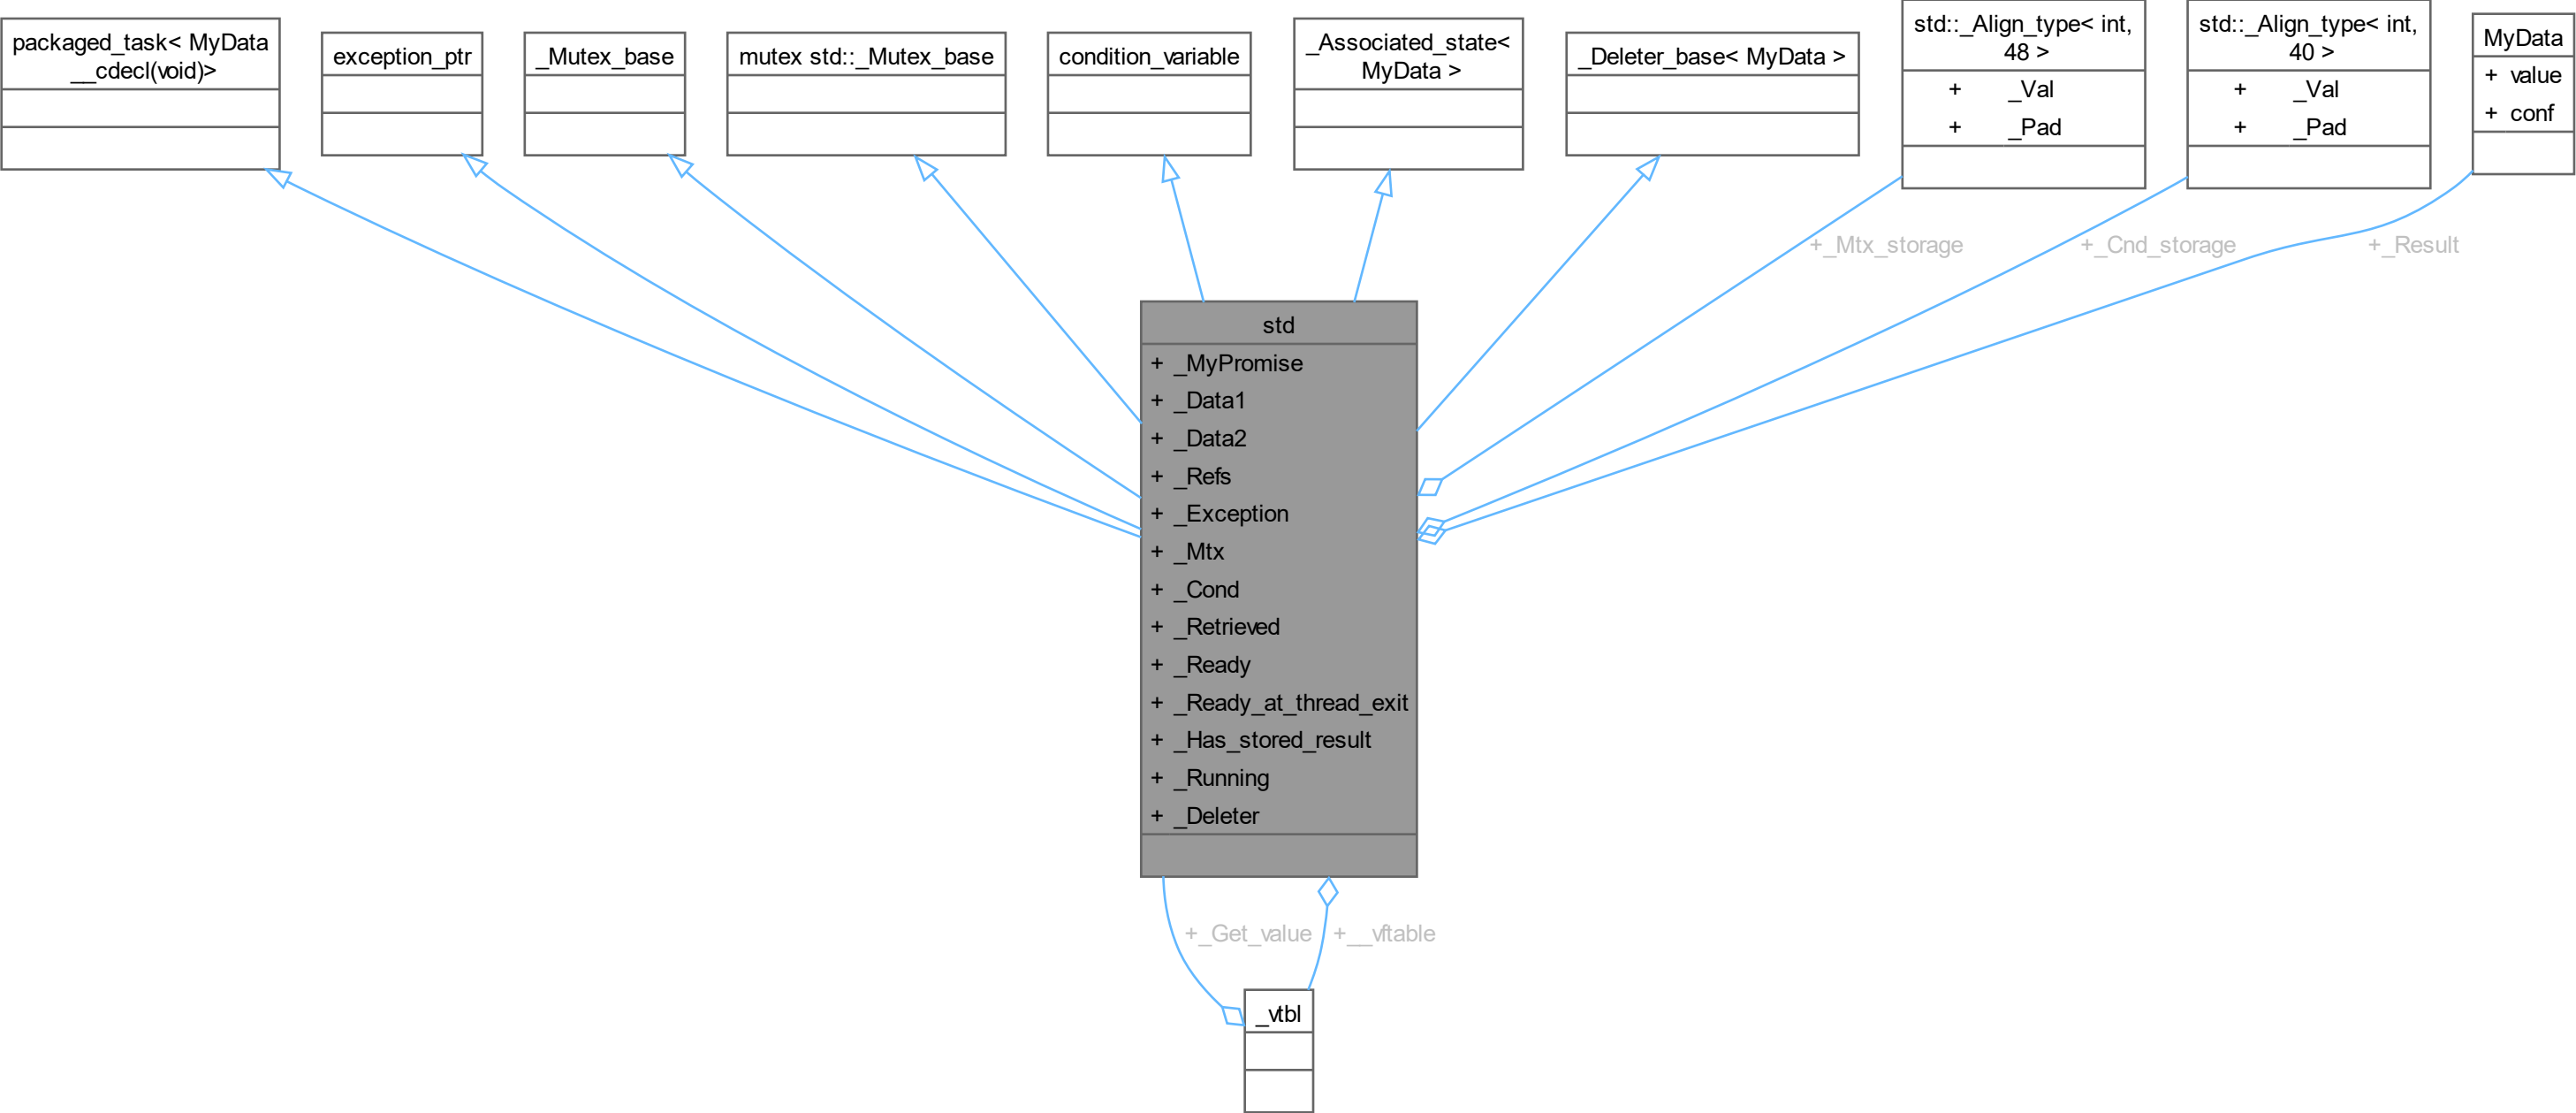 packaged_task< MyData
__cdecl(void)>
exception_ptr
_Mutex_base
mutex std::_Mutex_base
condition_variable
_Associated_state<
MyData >
_Deleter_base< MyData >
std::_Align_type< int,
48 >
+ _Val
+ _Pad
std::_Align_type< int,
40 >
+ _Val
+ _Pad
MyData
+ value
+ conf
+_Mtx_storage
+_Cnd_storage
+_Result
std
+ _MyPromise
+ _Data1
+ _Data2
+ _Refs
+ _Exception
+ _Mtx
+ _Cond
+ _Retrieved
+ _Ready
+ _Ready_at_thread_exit
+ _Has_stored_result
+ _Running
+ _Deleter
+_Get_value
+__vftable
_vtbl